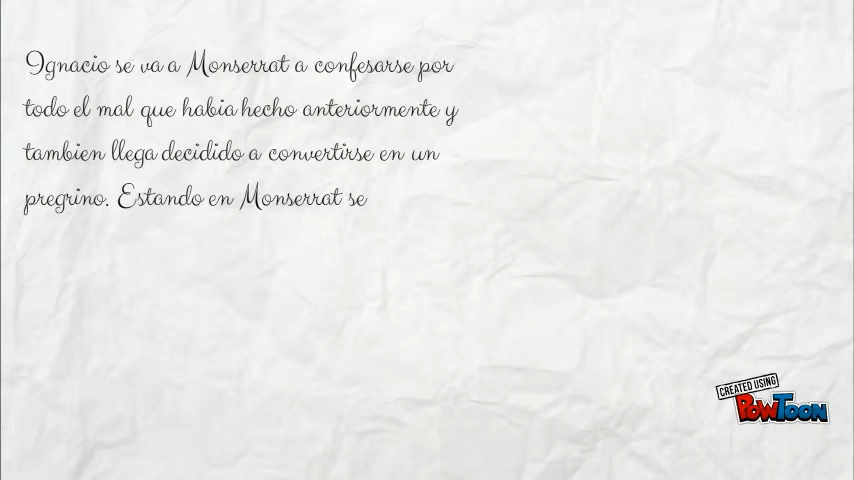 Ignacio se va a Monserrat a confesarse por
todo el mal que habia hecho anteriormente y
tambien llega decidido a convertirse en un
pregrino. Estando en Monserrat se
CREATED USING
POWTOON